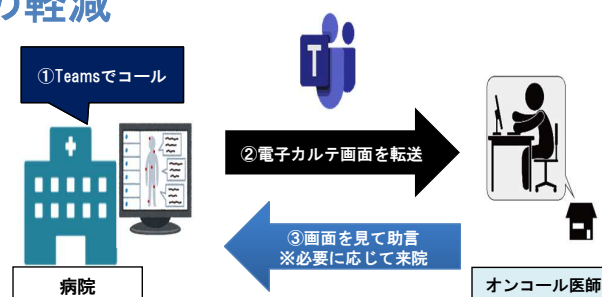 の軽減
①Teamsでコール
T
②電子カルテ画面を転送
③画面を見て助言
※必要に応じて来院
病院
オンコール医師